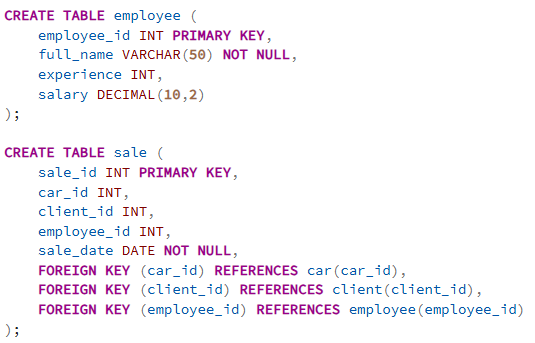 CREATE TABLE employee (
    employee_id INT PRIMARY KEY,
    full_name VARCHAR(50) NOT NULL,
    experience INT,
    salary DECIMAL(10,2)
);

CREATE TABLE sale (
    sale_id INT PRIMARY KEY,
    car_id INT,
    client_id INT,
    employee_id INT,
    sale_date DATE NOT NULL,
    FOREIGN KEY (car_id) REFERENCES car(car_id),
    FOREIGN KEY (client_id) REFERENCES client(client_id),
    FOREIGN KEY (employee_id) REFERENCES employee(employee_id)
);